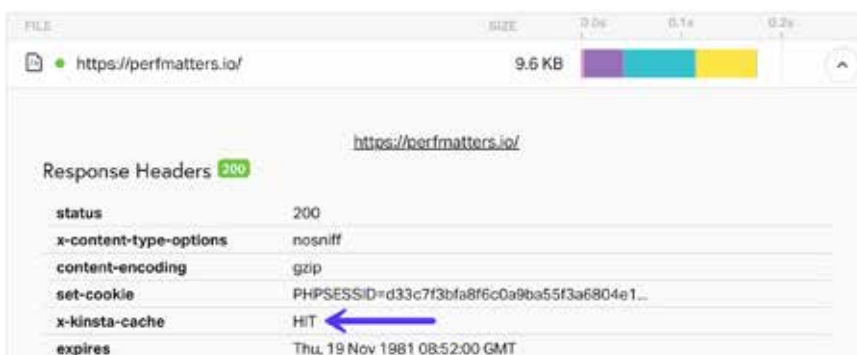 FILE SIZE 0.0s 0.1s 0.2s
https://perfmatters.io/ 9.6 KB
https://perfmatters.io/
Response Headers 200
status 200
x-content-type-options nosniff
content-encoding gzip
set-cookie PHPSESSID=d33c7f3bfa8f6c0a9ba55f3a6804e1...
x-kinsta-cache HIT
expires Thu, 19 Nov 1981 08:52:00 GMT